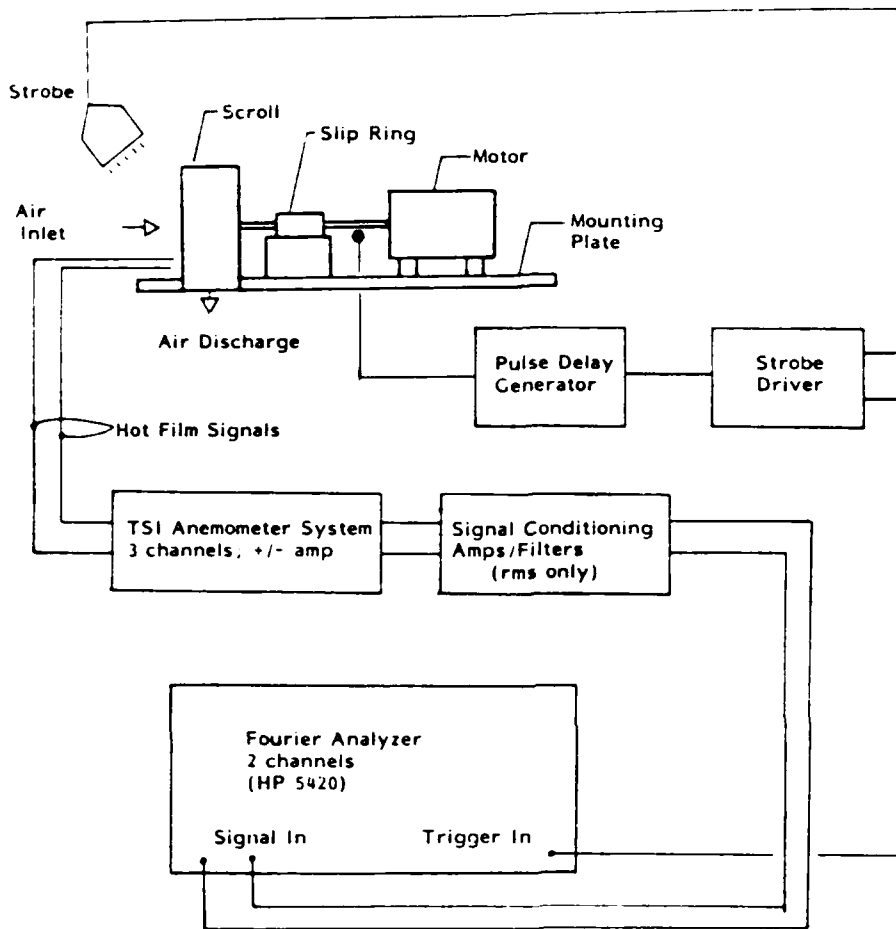 Strobe
Scroll
Slip Ring
Motor
Air
Inlet
Mounting
Plate
Air Discharge
Pulse Delay
Generator
Strobe
Driver
Hot Film Signals
TSI Anemometer System
3 channels; +/- amp
Signal Conditioning
Amps/Filters
(rms only)
Fourier Analyzer
2 channels
(HP 5420)
Signal In
Trigger In